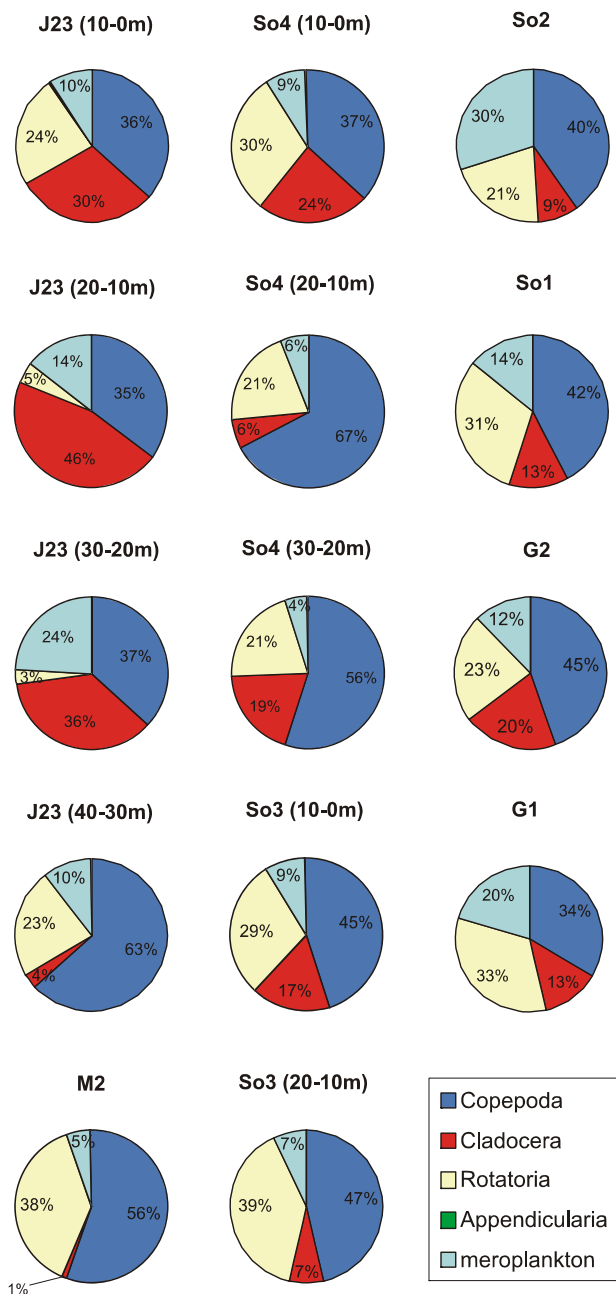 J23 (10-0m)
10%
36%
24%
30%
So4 (10-0m)
9%
37%
30%
24%
So2
30%
40%
21%
9%
J23 (20-10m)
14%
5%
35%
46%
So4 (20-10m)
6%
21%
6%
67%
So1
14%
42%
31%
13%
J23 (30-20m)
24%
37%
3%
36%
So4 (30-20m)
4%
21%
56%
19%
G2
12%
45%
23%
20%
J23 (40-30m)
10%
23%
63%
4%
So3 (10-0m)
9%
45%
29%
17%
G1
20%
34%
33%
13%
M2
5%
38%
56%
1%
So3 (20-10m)
7%
47%
39%
7%
Copepoda
Cladocera
Rotatoria
Appendicularia
meroplankton